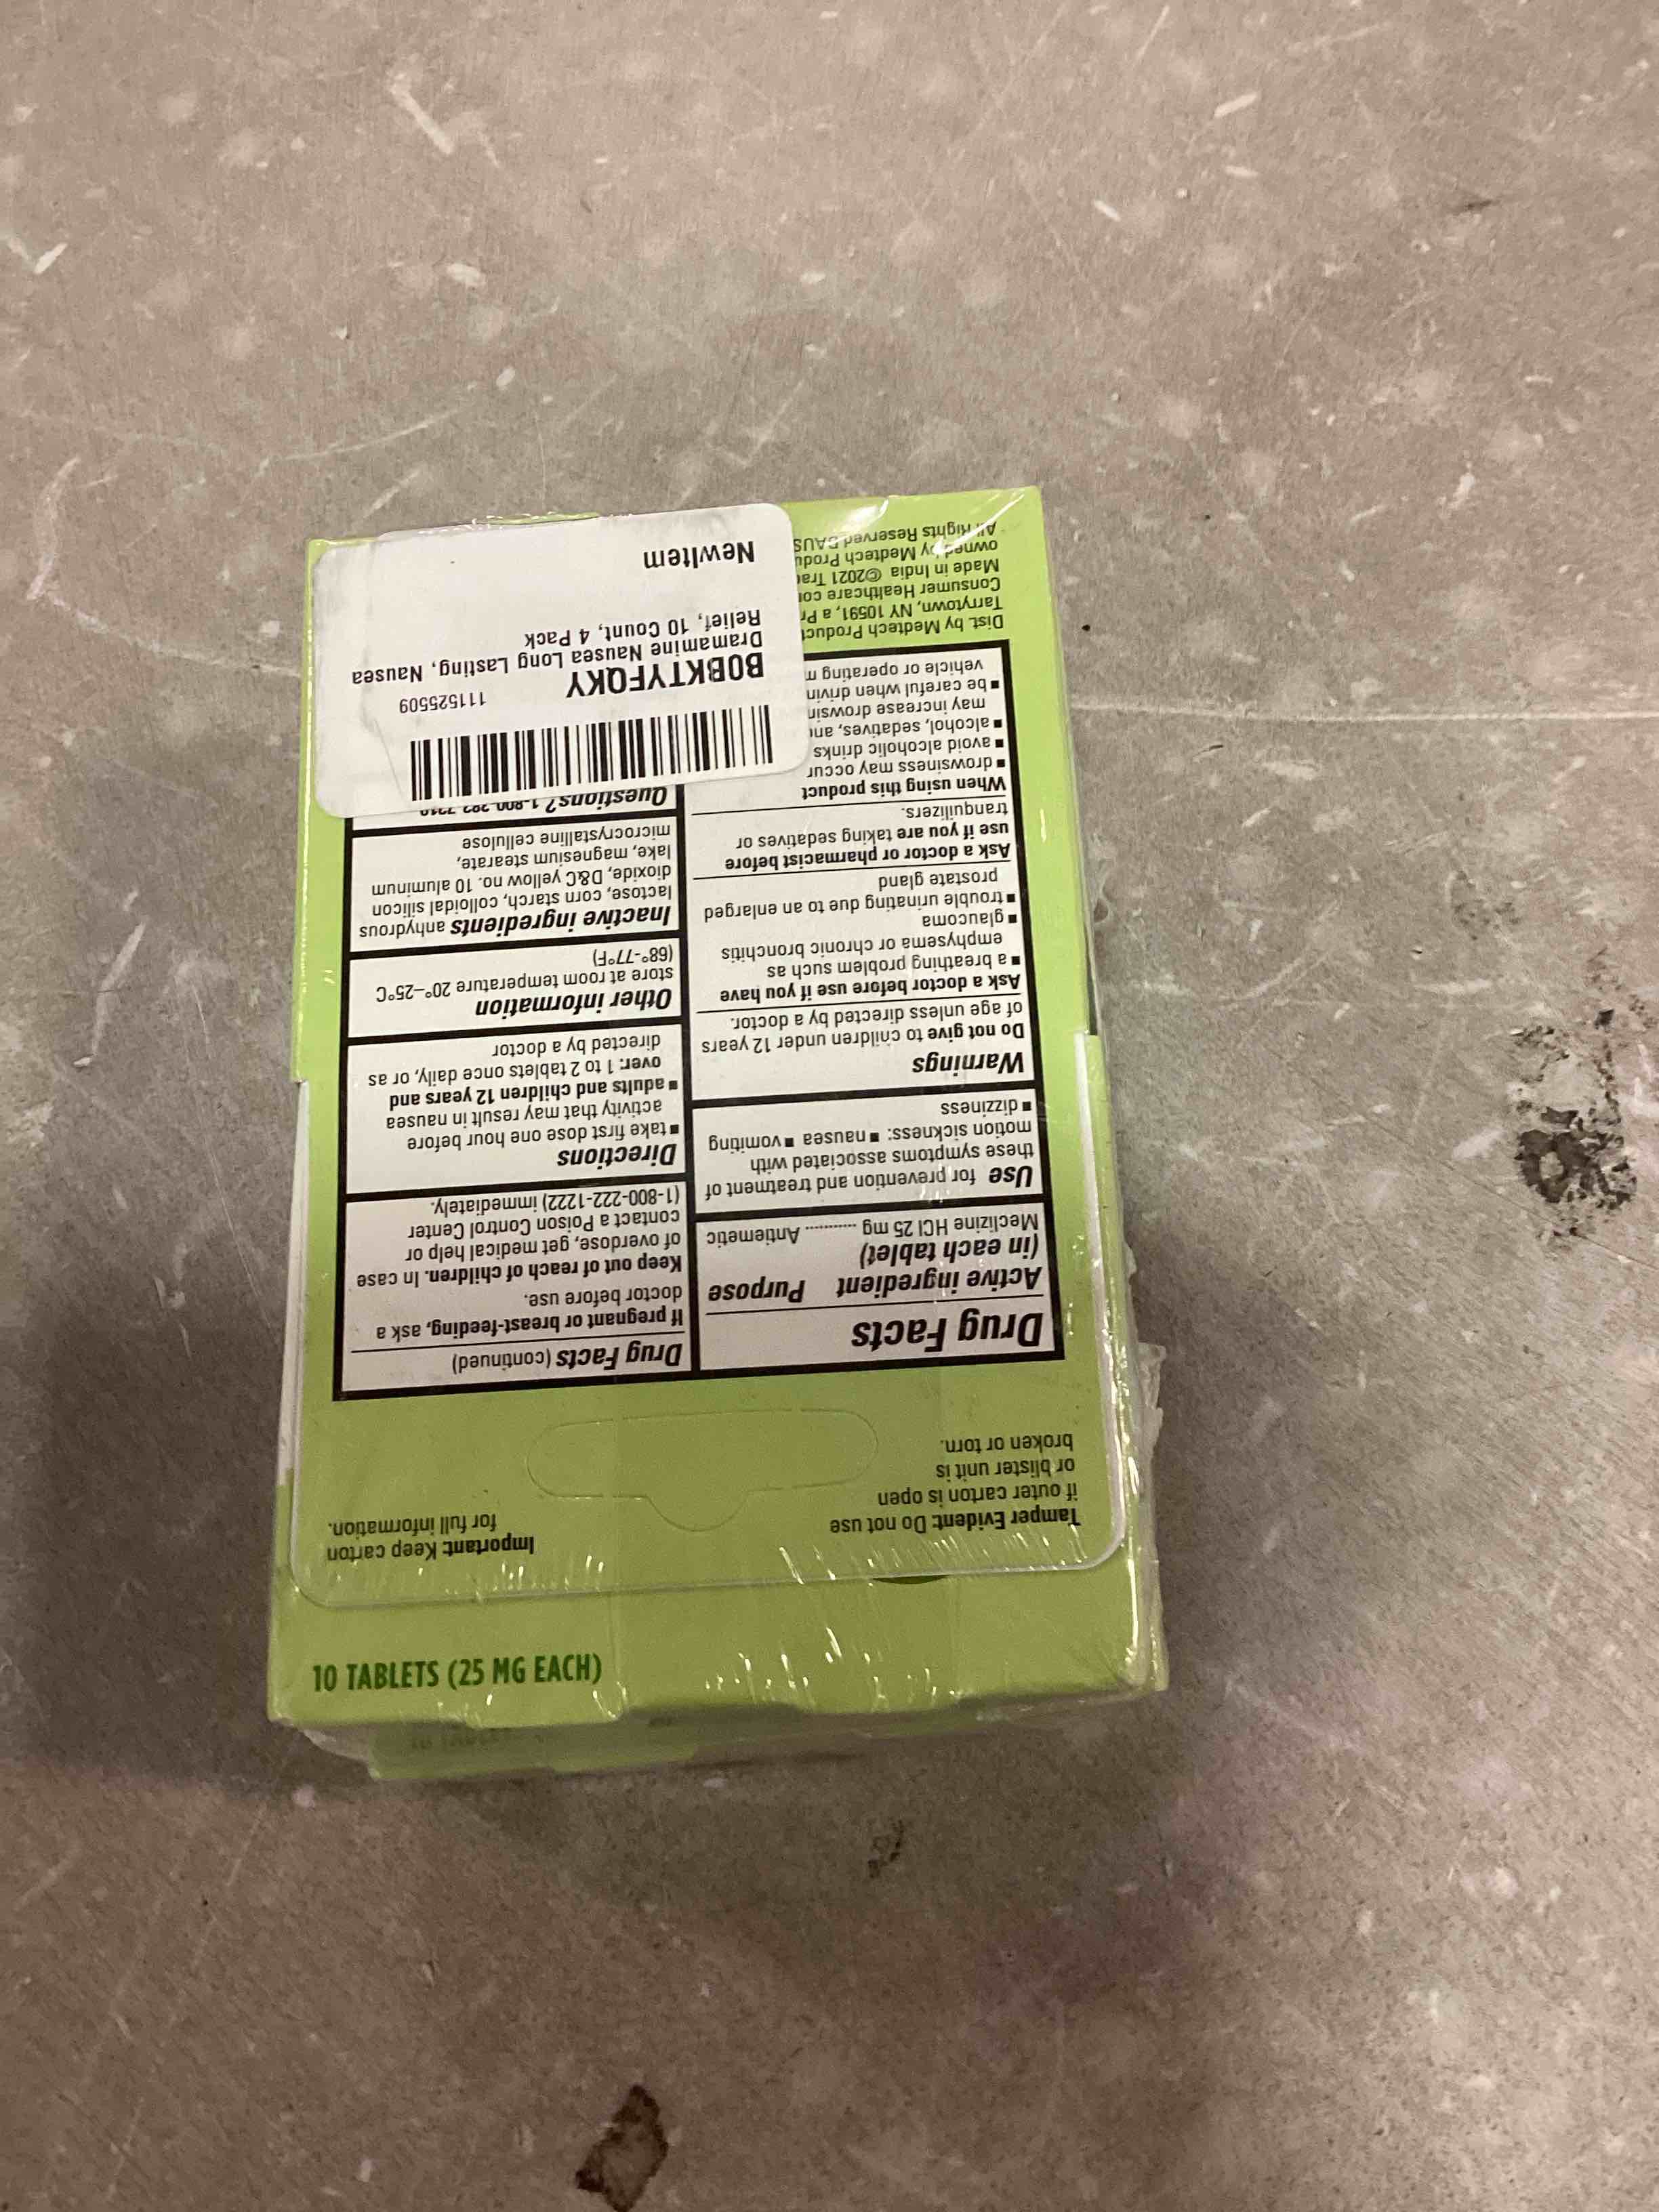 10 TABLETS (25 MG EACH)
Tamper Evident: Do not use
if outer carton is open
or blister unit is
broken or torn.
Important: Keep carton
for full information.
Drug Facts
Active ingredient Purpose
(in each tablet)
Meclizine HCl 25 mg ........... Antiemetic
Use for prevention and treatment of
these symptoms associated with
motion sickness: ■ nausea ■ vomiting
■ dizziness
Warnings
Do not give to children under 12 years
of age unless directed by a doctor.
Ask a doctor before use if you have
■ a breathing problem such as
emphysema or chronic bronchitis
■ glaucoma
■ trouble urinating due to an enlarged
prostate gland
Ask a doctor or pharmacist before
use if you are taking sedatives or
tranquilizers.
When using this product
■ drowsiness may occur
■ avoid alcoholic drinks
■ alcohol, sedatives,
may increase
■ be careful when
vehicle or operating
Dist. by Medtech
Tarrytown, NY 10591, a
Consumer Healthcare
Made in India ©2021
owned by Medtech
All Rights Reserved
Drug Facts (continued)
If pregnant or breast-feeding, ask a
doctor before use.
Keep out of reach of children. In case
of overdose, get medical help or
contact a Poison Control Center
(1-800-222-1222) immediately.
Directions
■ take first dose one hour before
activity that may result in nausea
■ adults and children 12 years and
over: 1 to 2 tablets once daily, or as
directed by a doctor
Other information
store at room temperature 20°–25°C
(68°-77°F)
Inactive ingredients anhydrous
lactose, corn starch, colloidal silicon
dioxide, D&C yellow no. 10 aluminum
lake, magnesium stearate,
microcrystalline cellulose
Questions?
111525509
B0BKTYFQKY
Dramamine Nausea Long Lasting, Nausea
Relief, 10 Count, 4 Pack
NewItem